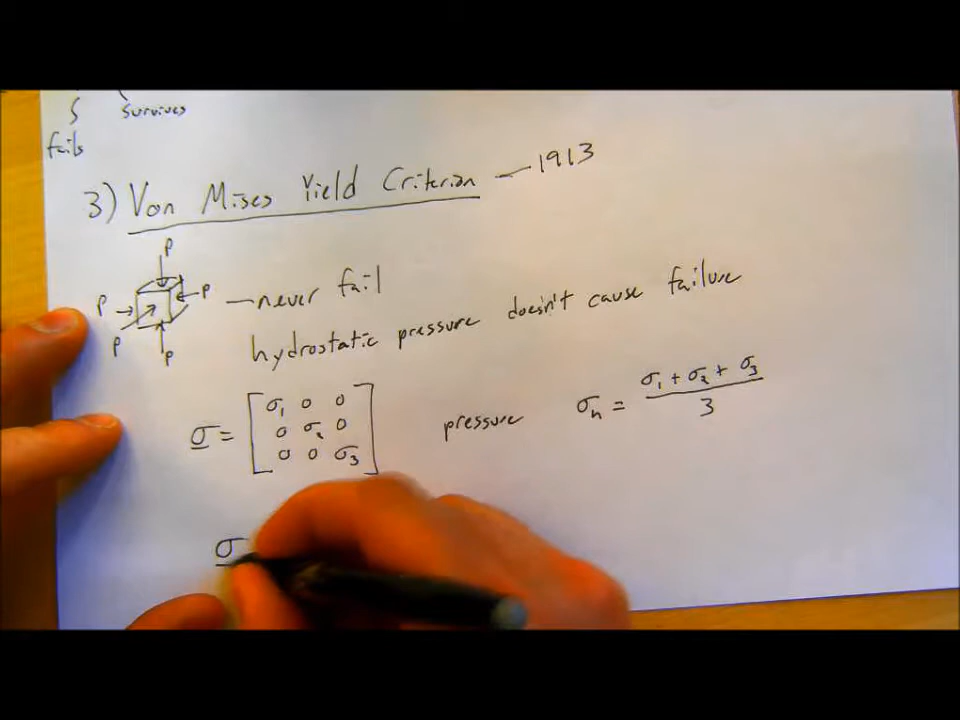 S survives
fails
3) Von Mises Yield Criterion — 1913
P
P P — never fail
P P
hydrostatic pressure doesn't cause failure
σ = [ σ₁ 0 0
0 σ₂ 0
0 0 σ₃ ]
pressure σₕ = (σ₁ + σ₂ + σ₃) / 3
σ